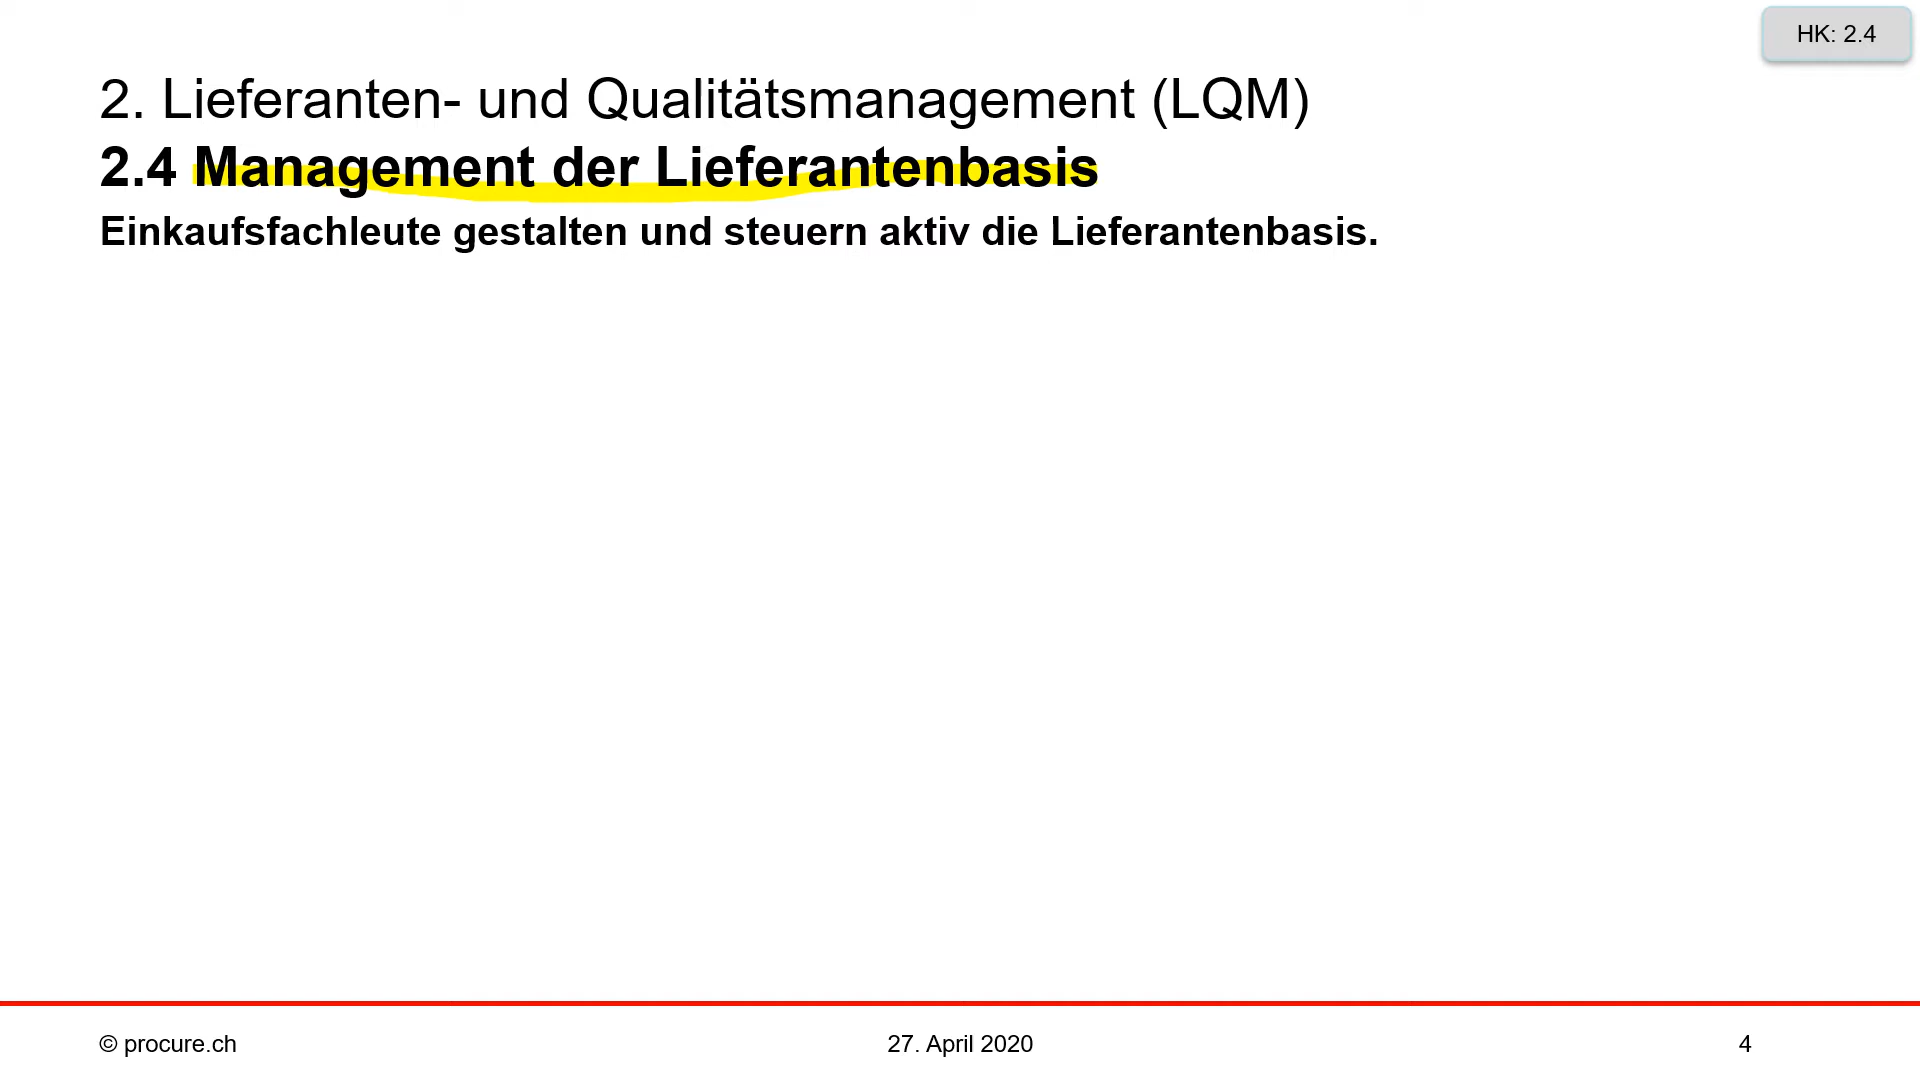 HK: 2.4
2. Lieferanten- und Qualitätsmanagement (LQM)
2.4 Management der Lieferantenbasis
Einkaufsfachleute gestalten und steuern aktiv die Lieferantenbasis.
© procure.ch
27. April 2020
4